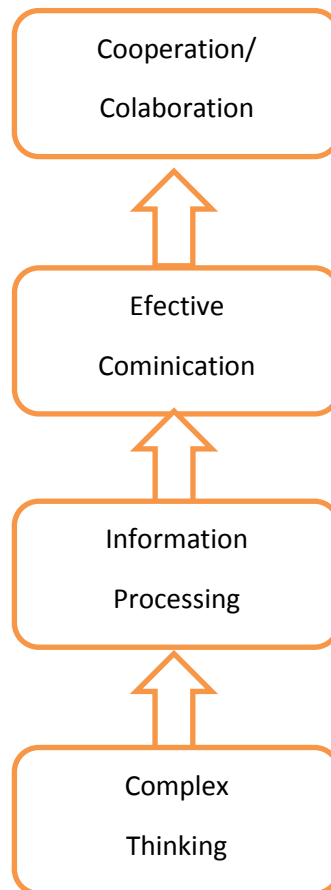 Cooperation/
Colaboration
Efective
Cominication
Information
Processing
Complex
Thinking